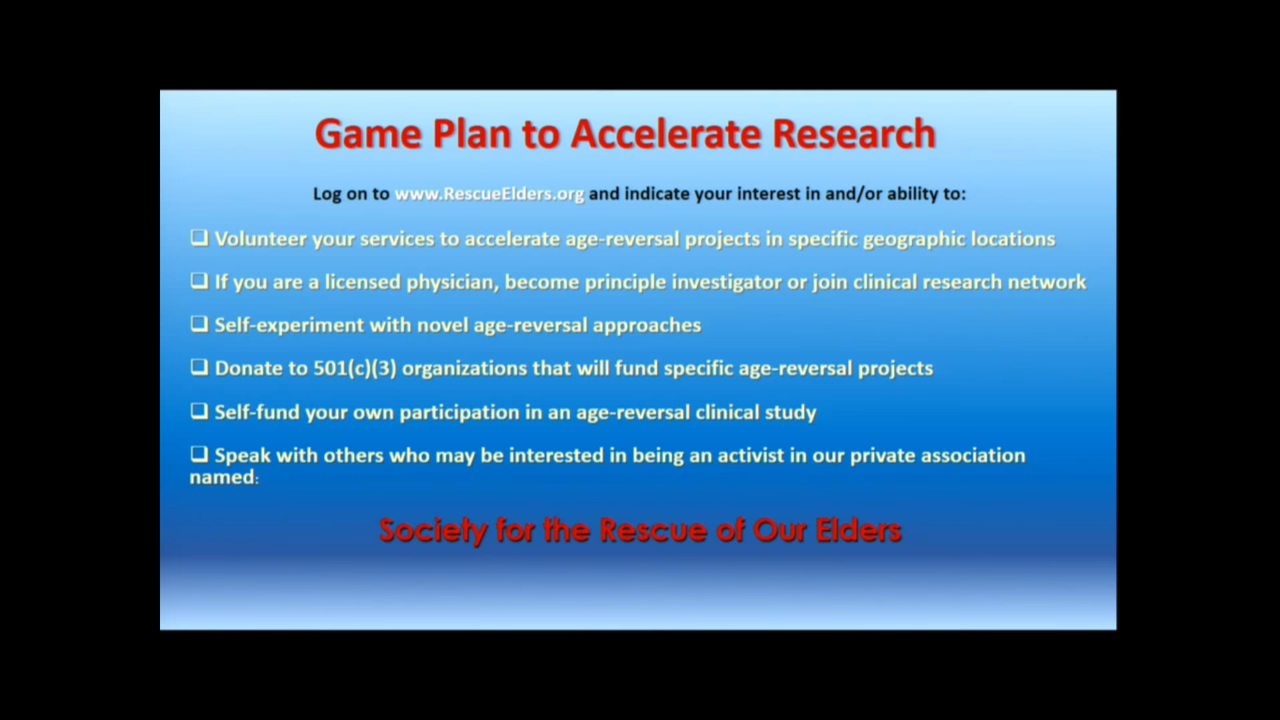 Game Plan to Accelerate Research
Log on to www.RescueElders.org and indicate your interest in and/or ability to:
❑ Volunteer your services to accelerate age-reversal projects in specific geographic locations
❑ If you are a licensed physician, become principle investigator or join clinical research network
❑ Self-experiment with novel age-reversal approaches
❑ Donate to 501(c)(3) organizations that will fund specific age-reversal projects
❑ Self-fund your own participation in an age-reversal clinical study
❑ Speak with others who may be interested in being an activist in our private association
named:
Society for the Rescue of Our Elders